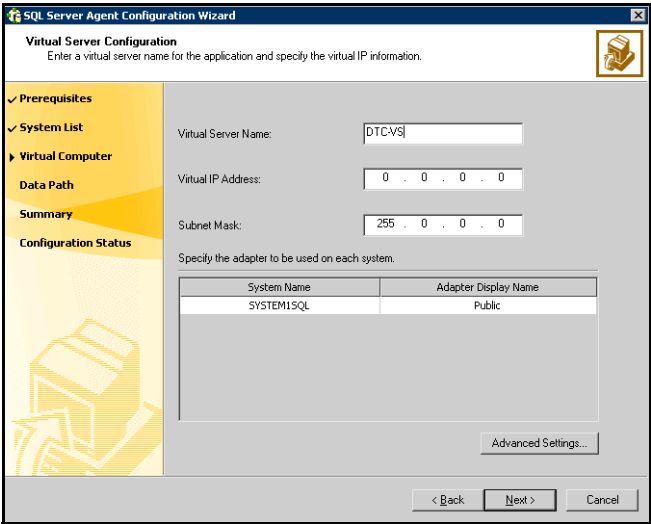 SQL Server Agent Configuration Wizard
Virtual Server Configuration
Enter a virtual server name for the application and specify the virtual IP information.
Prerequisites
System List
Virtual Computer
Data Path
Summary
Configuration Status
Virtual Server Name: DTC-VS
Virtual IP Address: 0 . 0 . 0 . 0
Subnet Mask: 255 . 0 . 0 . 0
Specify the adapter to be used on each system.
System Name Adapter Display Name
SYSTEM1SQL Public
Advanced Settings...
< Back Next > Cancel